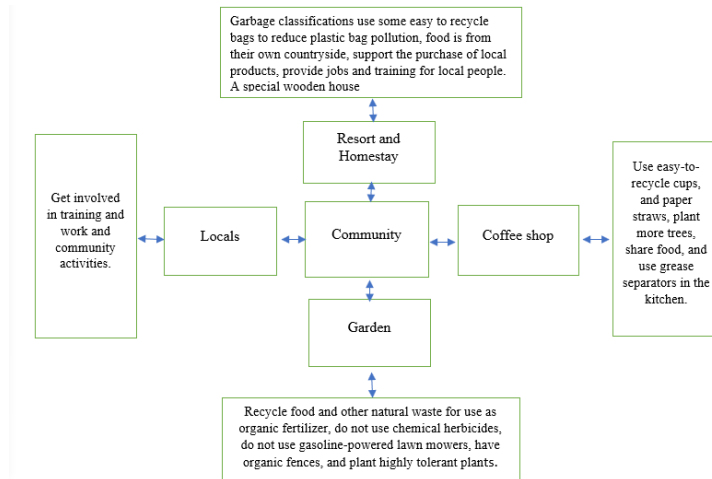 Garbage classifications use some easy to recycle
bags to reduce plastic bag pollution, food is from
their own countryside, support the purchase of local
products, provide jobs and training for local people.
A special wooden house
Resort and
Homestay
Get involved
in training and
work and
community
activities.
Locals
Community
Coffee shop
Use easy-to-
recycle cups,
and paper
straws, plant
more trees,
share food, and
use grease
separators in the
kitchen.
Garden
Recycle food and other natural waste for use as
organic fertilizer, do not use chemical herbicides,
do not use gasoline-powered lawn mowers, have
organic fences, and plant highly tolerant plants.